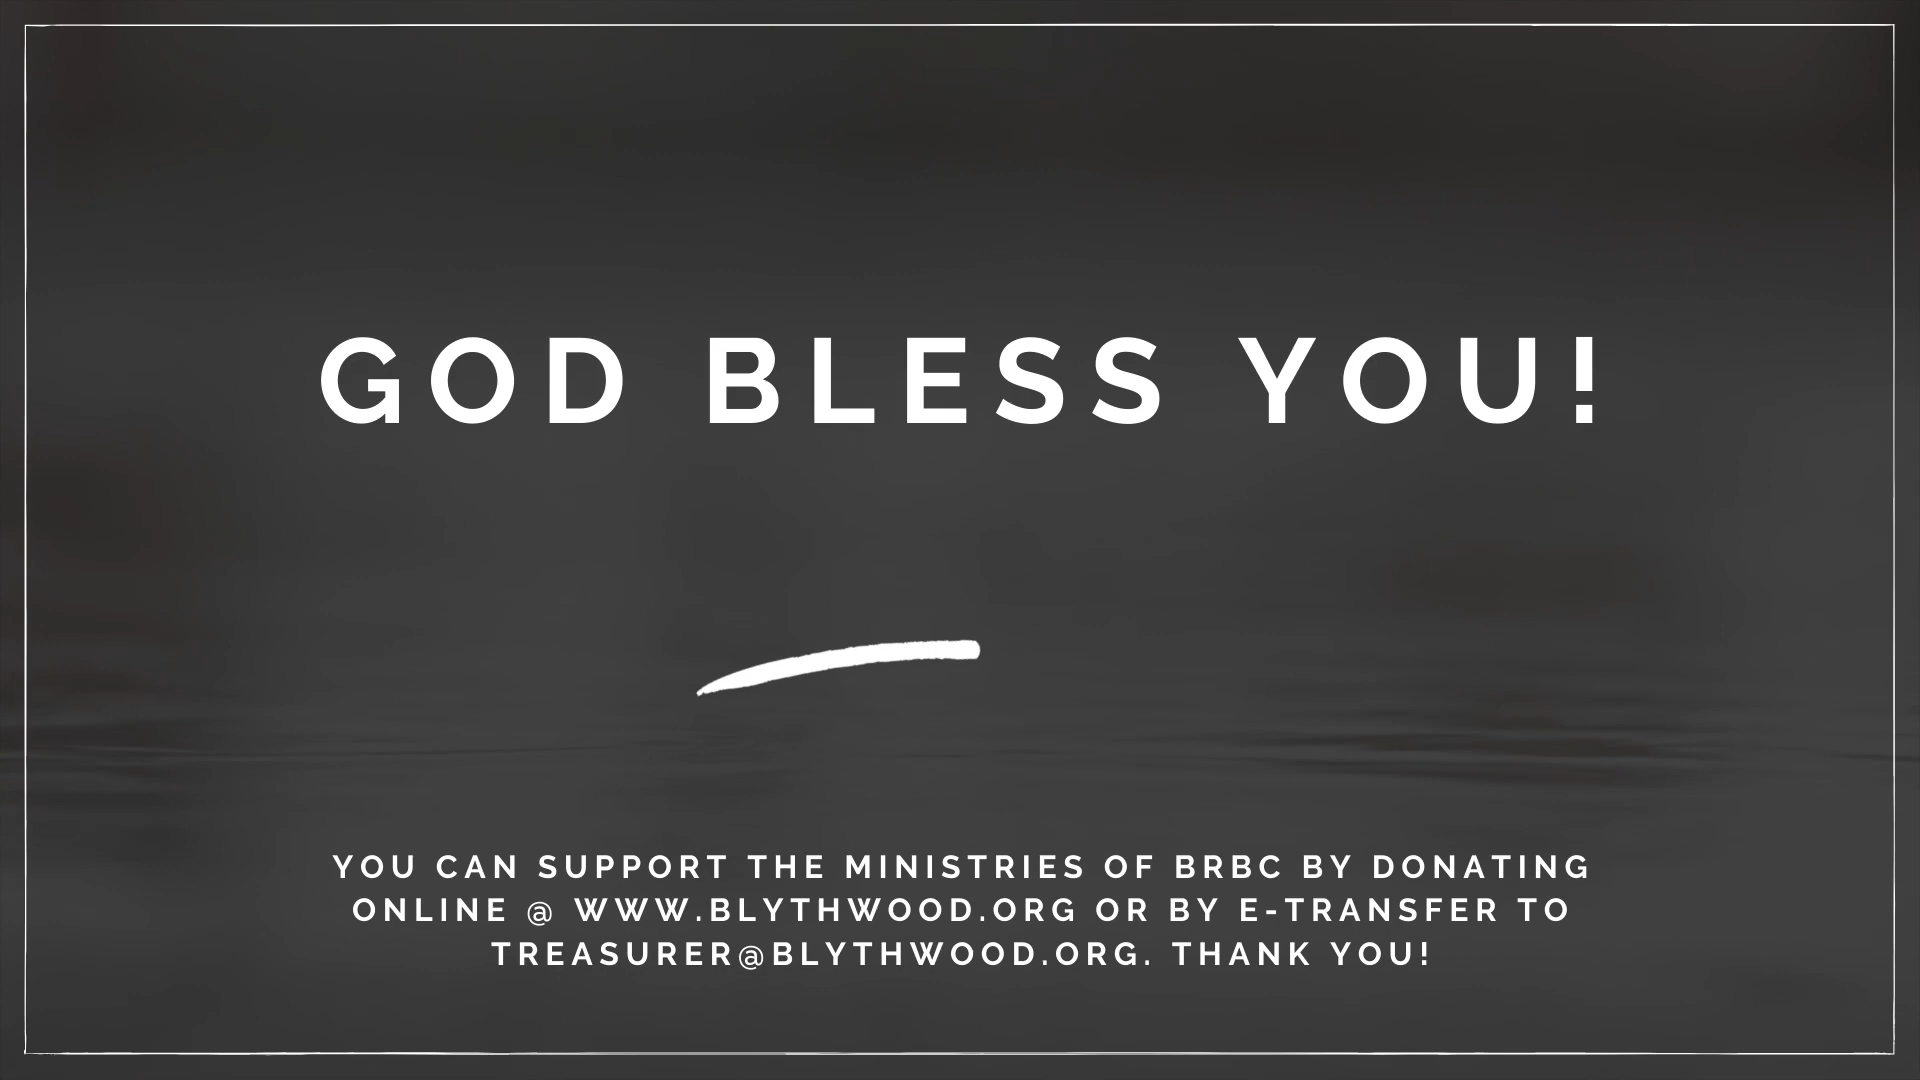 GOD BLESS YOU!
YOU CAN SUPPORT THE MINISTRIES OF BRBC BY DONATING
ONLINE @ WWW.BLYTHWOOD.ORG OR BY E-TRANSFER TO
TREASURER@BLYTHWOOD.ORG. THANK YOU!